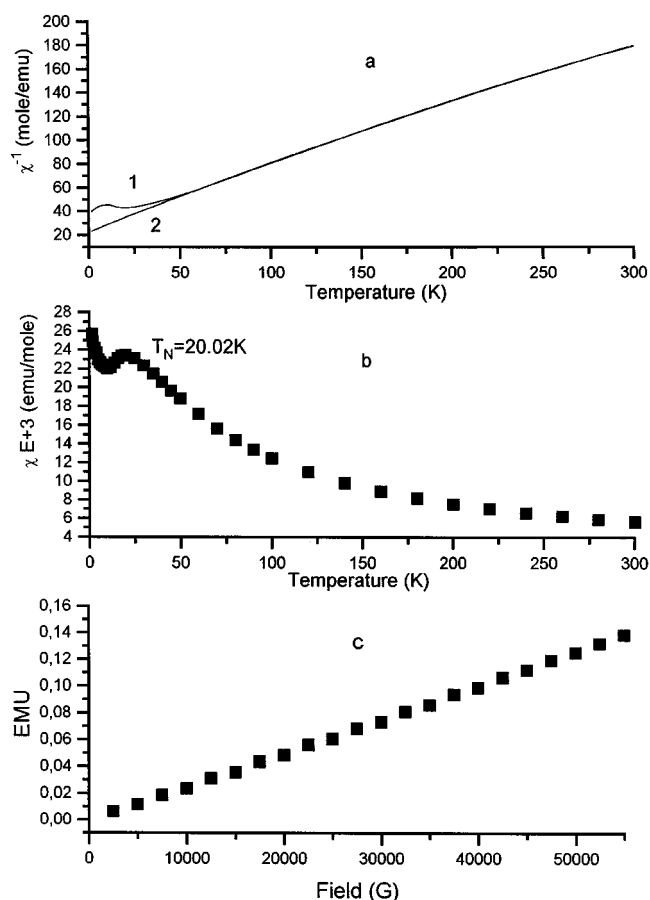 200
180
160
140
120
100
80
60
40
20
χ⁻¹ (mole/emu)
a
1
2
0 50 100 150 200 250 300
Temperature (K)
28
26
24
22
20
18
16
14
12
10
8
6
4
χ E+3 (emu/mole)
T_N=20.02K
b
0 50 100 150 200 250 300
Temperature (K)
0,16
0,14
0,12
0,10
0,08
0,06
0,04
0,02
0,00
EMU
c
0 10000 20000 30000 40000 50000
Field (G)